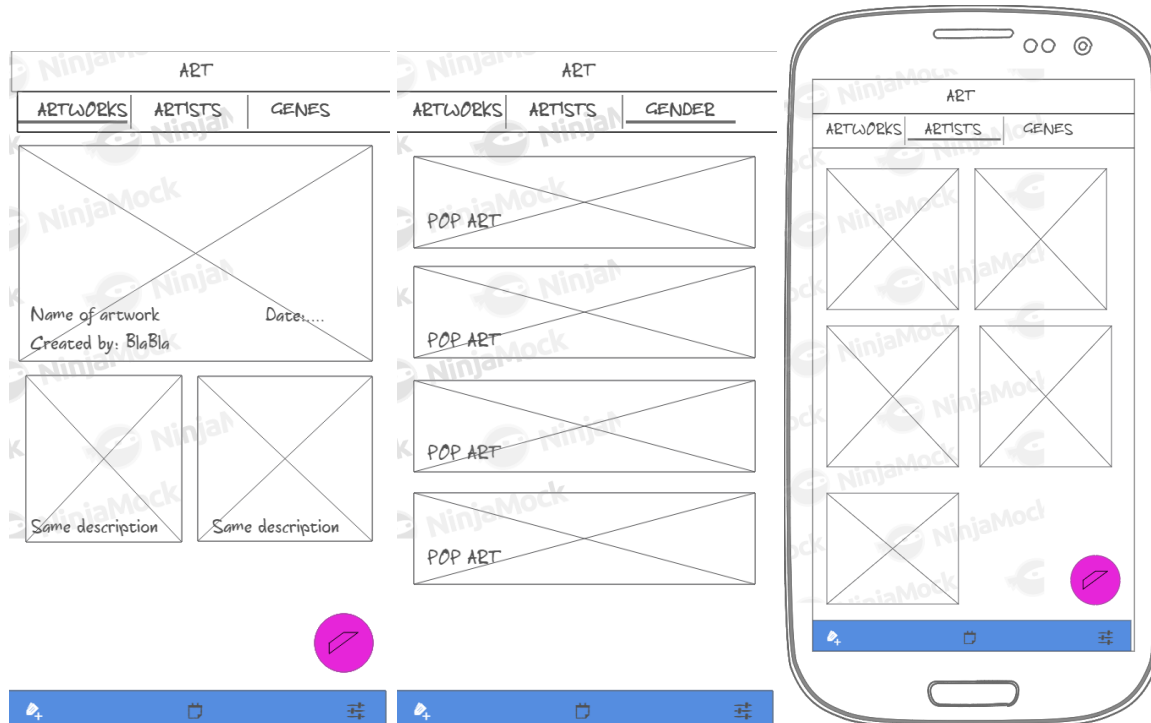 ART
ARTWORKS ARTISTS GENES
Name of artwork Date:....
Created by: BlaBla
Same description Same description
ART
ARTWORKS ARTISTS GENDER
POP ART
POP ART
POP ART
POP ART
ART
ARTWORKS ARTISTS GENES
NinjaMock